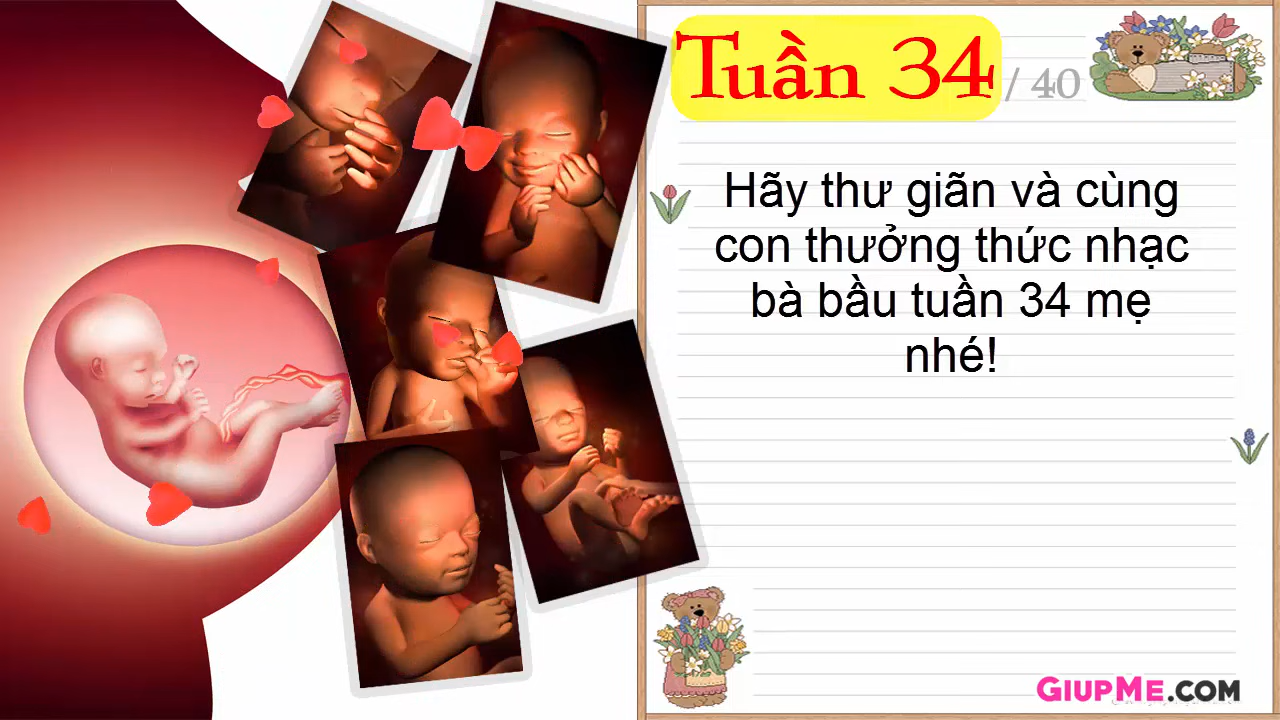 Tuần 34 / 40
Hãy thư giãn và cùng
con thưởng thức nhạc
bà bầu tuần 34 mẹ
nhé!
GIUPME.COM